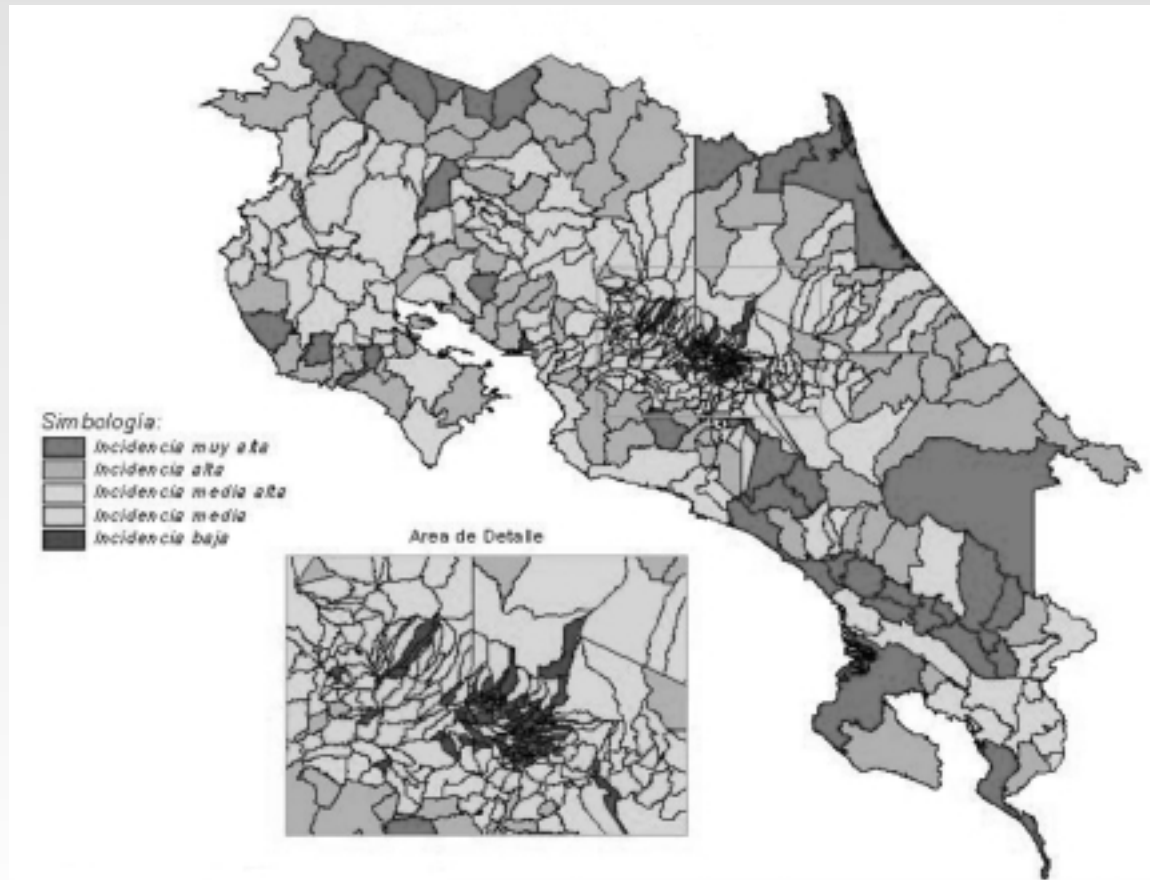 Simbología:
Incidencia muy alta
Incidencia alta
Incidencia media alta
Incidencia media
Incidencia baja
Area de Detalle